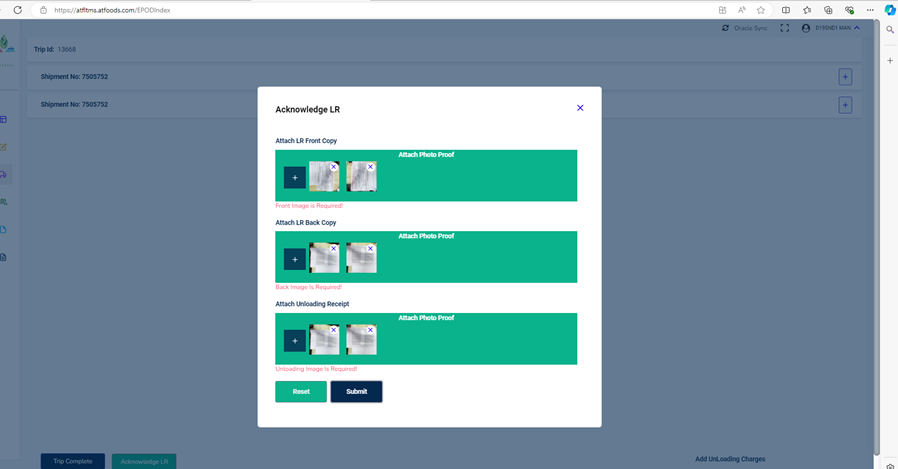 https://atfltms.atfoods.com/EPODIndex
Oracle Sync
D19SND1 MAN
Trip Id: 13668
Shipment No: 7505752
Shipment No: 7505752
Acknowledge LR
Attach LR Front Copy
Attach Photo Proof
Front Image is Required!
Attach LR Back Copy
Attach Photo Proof
Back Image Is Required!
Attach Unloading Receipt
Attach Photo Proof
Unloading Image Is Required!
Reset Submit
Trip Complete Acknowledge LR
Add UnLoading Charges